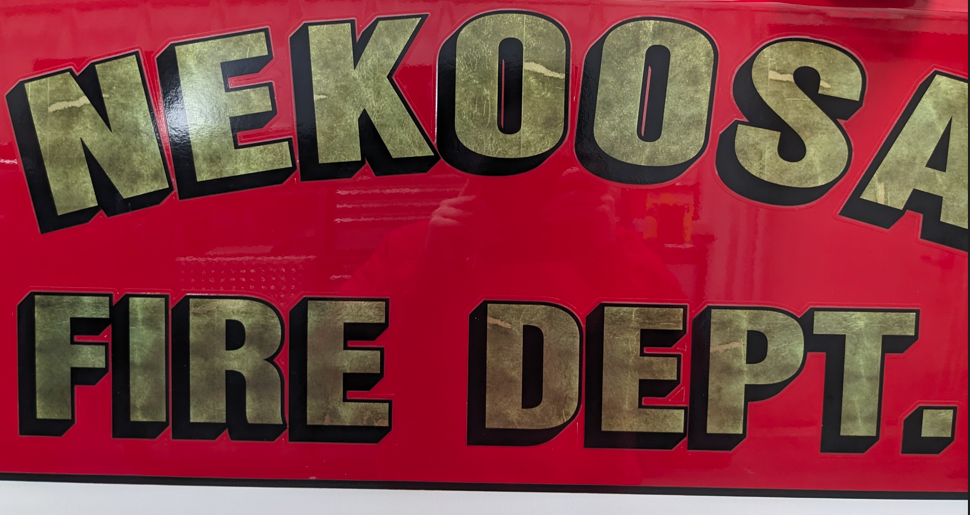 NEKOOSA
FIRE DEPT.